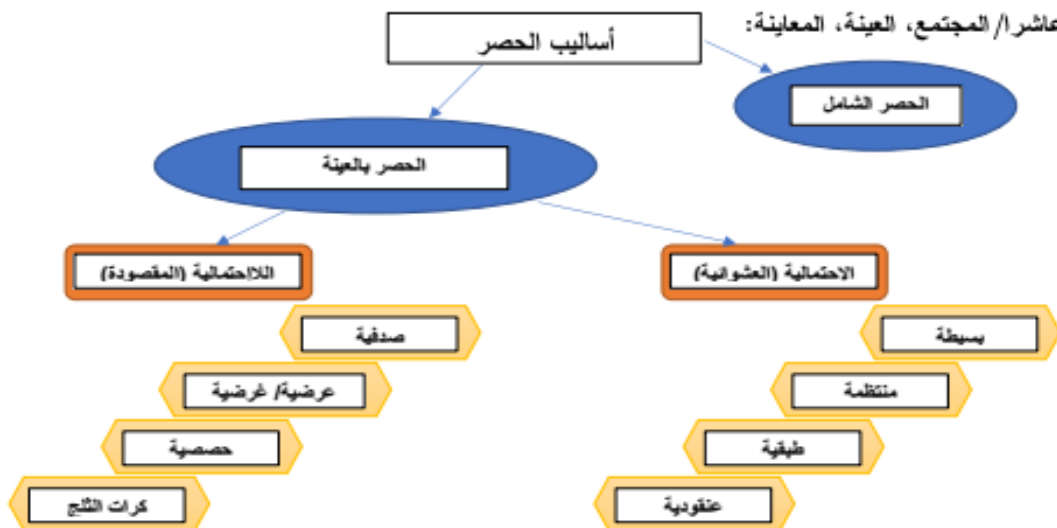 عاشرا/ المجتمع، العينة، المعاينة:
أساليب الحصر
الحصر الشامل
الحصر بالعينة
الاحتمالية (العشوائية)
اللاإحتمالية (المقصودة)
بسيطة
منتظمة
طبقية
عنقودية
صدفية
عرضية/ غرضية
حصصية
كرات الثلج